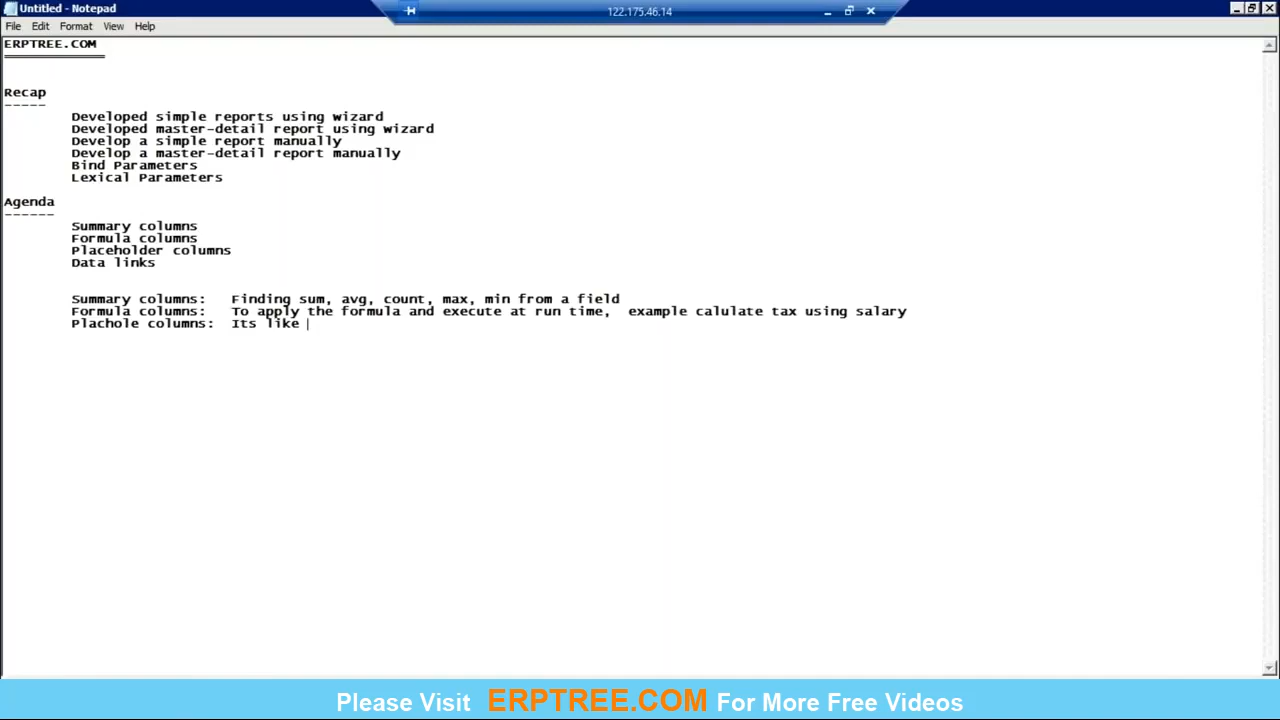 Untitled - Notepad
122.175.46.14
File Edit Format View Help
ERPTREE.COM
============
Recap
-----
Developed simple reports using wizard
Developed master-detail report using wizard
Develop a simple report manually
Develop a master-detail report manually
Bind Parameters
Lexical Parameters
Agenda
------
Summary columns
Formula columns
Placeholder columns
Data links
Summary columns: Finding sum, avg, count, max, min from a field
Formula columns: To apply the formula and execute at run time, example calulate tax using salary
Plachole columns: Its like
Please Visit ERPTREE.COM For More Free Videos